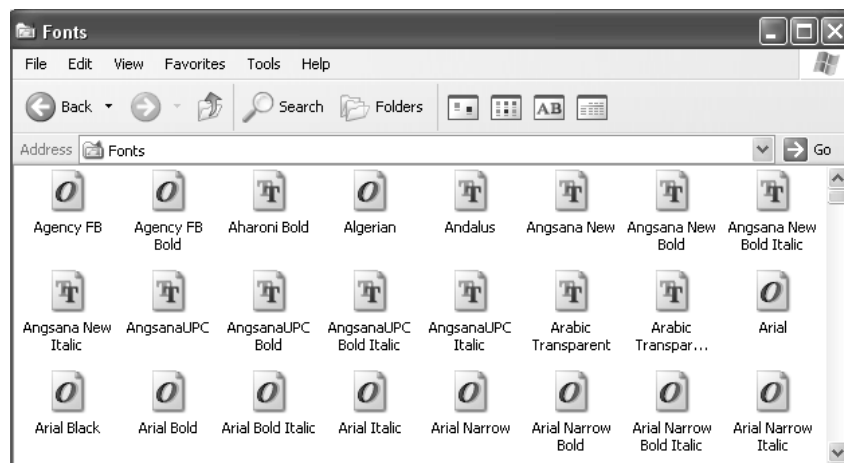 Fonts
File Edit View Favorites Tools Help
Back Search Folders AB
Address Fonts Go
Agency FB Agency FB Aharoni Bold Algerian Andalus Angsana New Angsana New Angsana New
Bold Bold Bold Italic
Angsana New AngsanaUPC AngsanaUPC AngsanaUPC AngsanaUPC Arabic Arabic Arial
Italic Bold Bold Italic Italic Transparent Transpar...
Arial Black Arial Bold Arial Bold Italic Arial Italic Arial Narrow Arial Narrow Arial Narrow Arial Narrow
Bold Bold Italic Italic